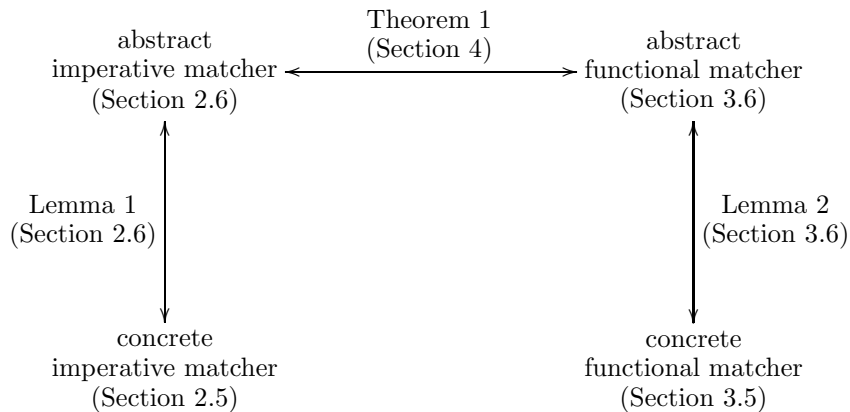 Theorem 1
(Section 4)
abstract
imperative matcher
(Section 2.6)
abstract
functional matcher
(Section 3.6)
Lemma 1
(Section 2.6)
Lemma 2
(Section 3.6)
concrete
imperative matcher
(Section 2.5)
concrete
functional matcher
(Section 3.5)